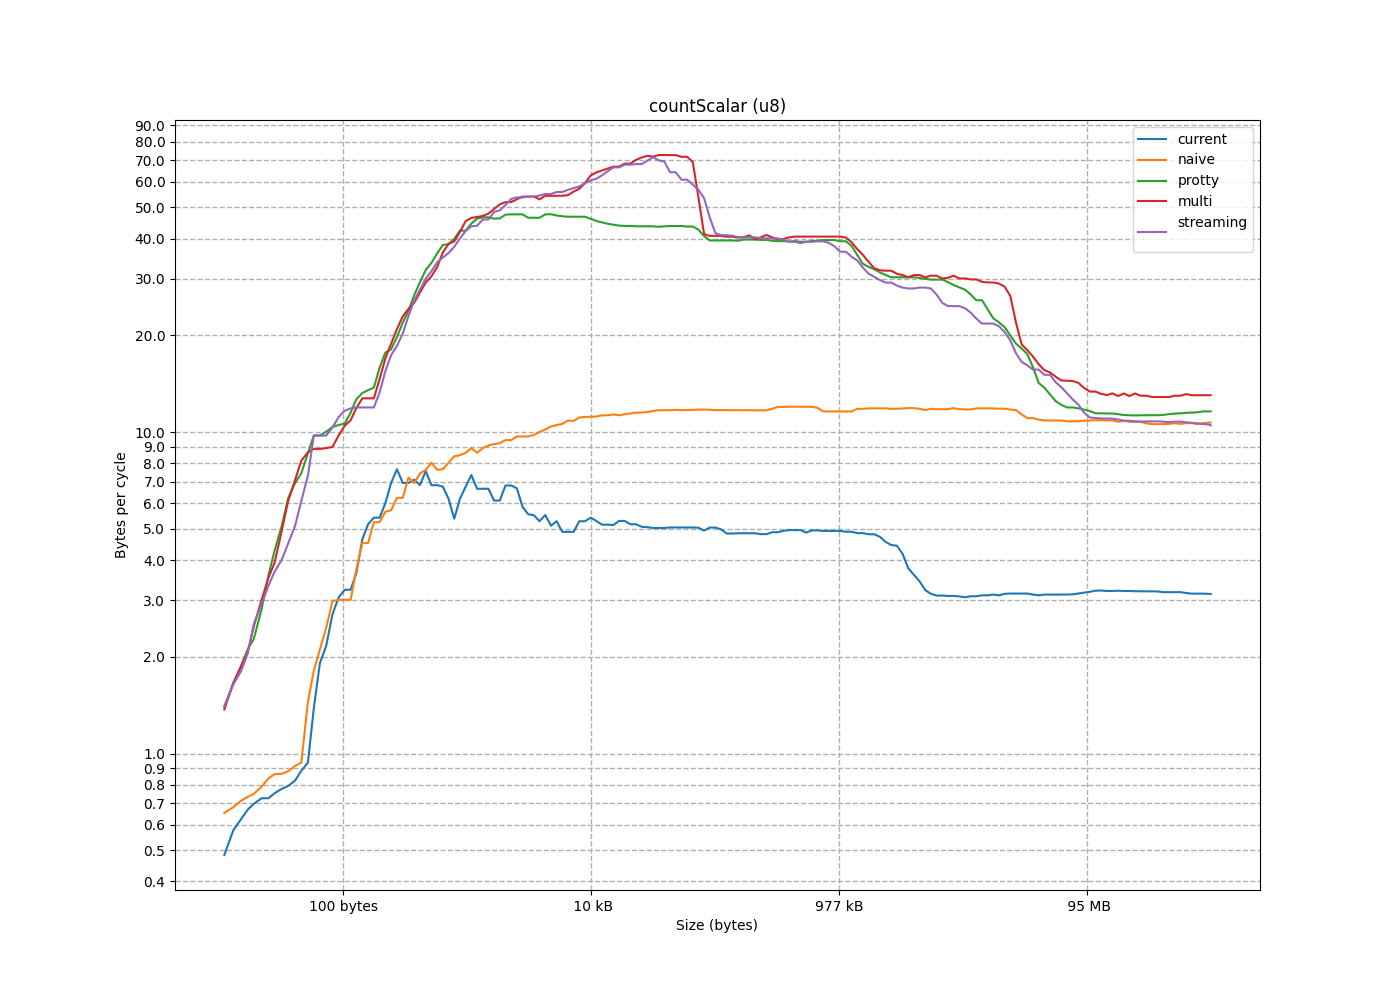 countScalar (u8)
90.0
80.0
70.0
60.0
50.0
40.0
30.0
20.0
10.0
9.0
8.0
7.0
6.0
5.0
4.0
3.0
2.0
1.0
0.9
0.8
0.7
0.6
0.5
0.4
Bytes per cycle
current
naive
protty
multi
streaming
100 bytes
10 kB
977 kB
95 MB
Size (bytes)